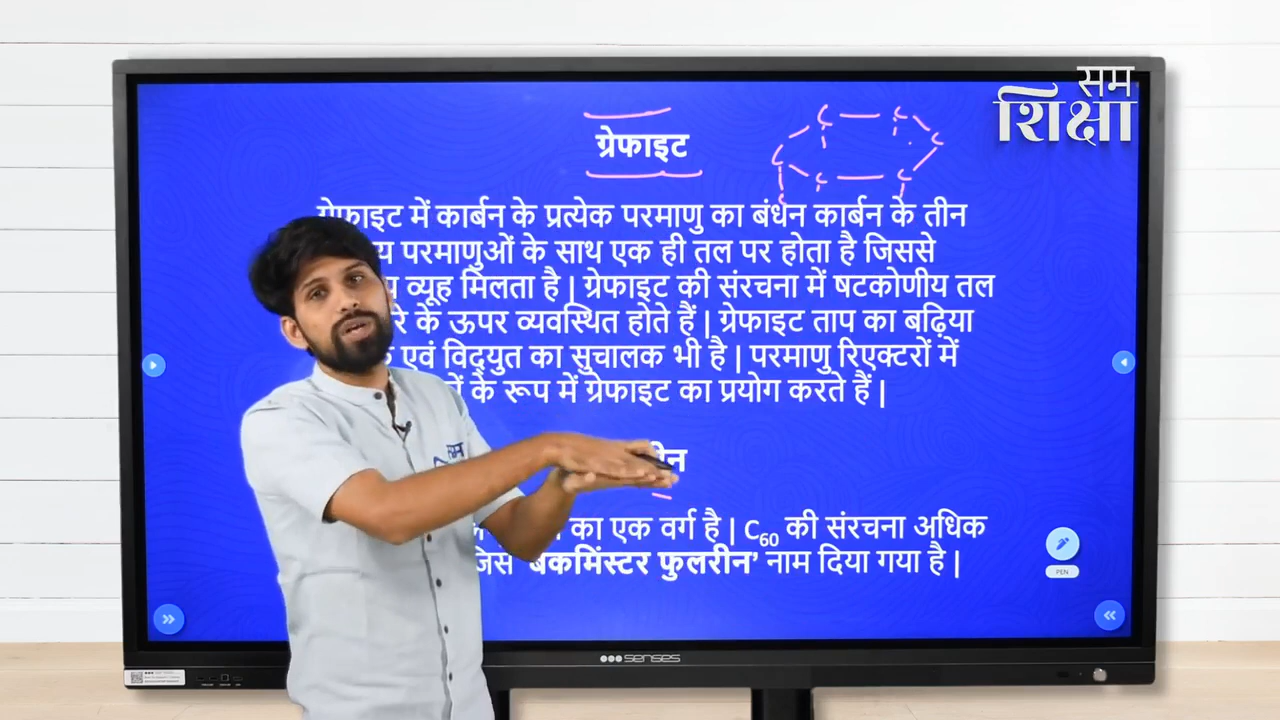 सम
शिक्षा
ग्रेफाइट
ग्रेफाइट में कार्बन के प्रत्येक परमाणु का बंधन कार्बन के तीन
परमाणुओं के साथ एक ही तल पर होता है जिससे
व्यूह मिलता है | ग्रेफाइट की संरचना में षटकोणीय तल
के ऊपर व्यवस्थित होते हैं | ग्रेफाइट ताप का बढ़िया
एवं विद्युत का सुचालक भी है | परमाणु रिएक्टरों में
के रूप में ग्रेफाइट का प्रयोग करते हैं |
का एक वर्ग है | C60 की संरचना अधिक
'बकमिंस्टर फुलरीन' नाम दिया गया है |
PEN
senses